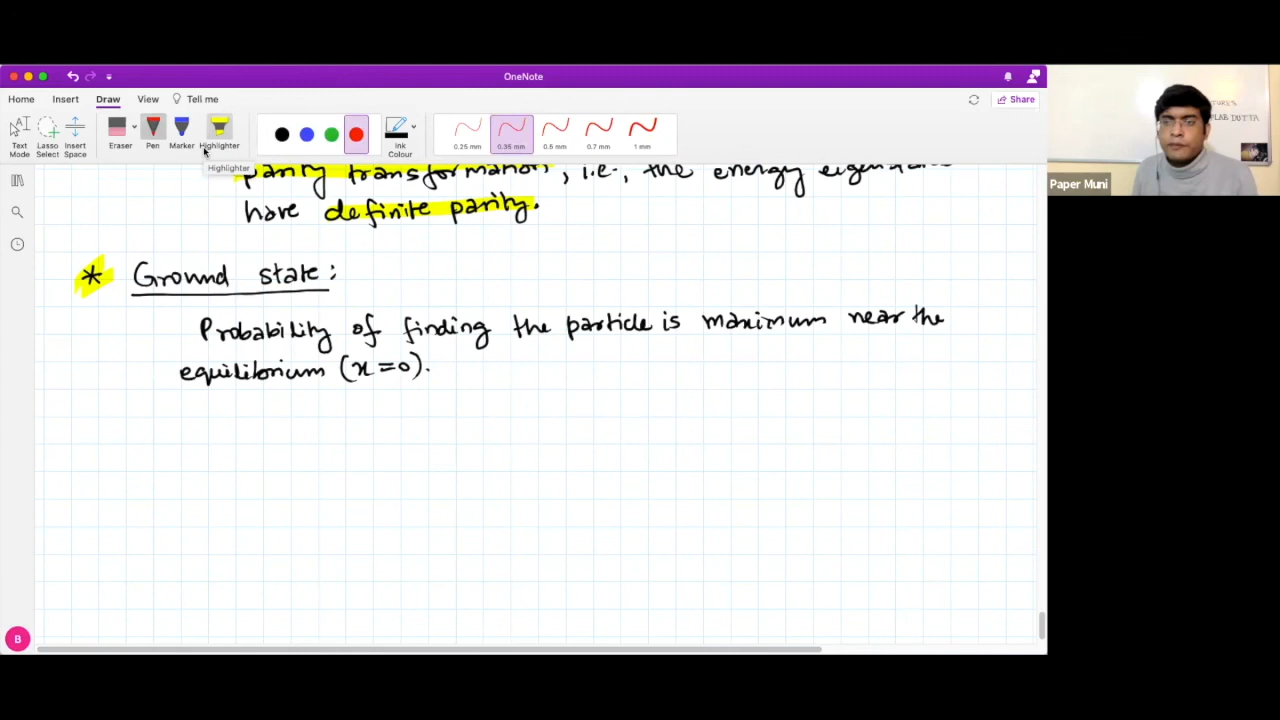 OneNote
Home Insert Draw View Tell me
Share
Text Mode
Lasso Select
Insert Space
Eraser
Pen
Marker
Highlighter
Ink Colour
0.25 mm 0.35 mm 0.5 mm 0.7 mm 1 mm
Highlighter
parity transformation, i.e., the energy
have definite parity.
* Ground state:
Probability of finding the particle is maximum near the
equilibrium (x=0).
B
Paper Muni
DUTTA